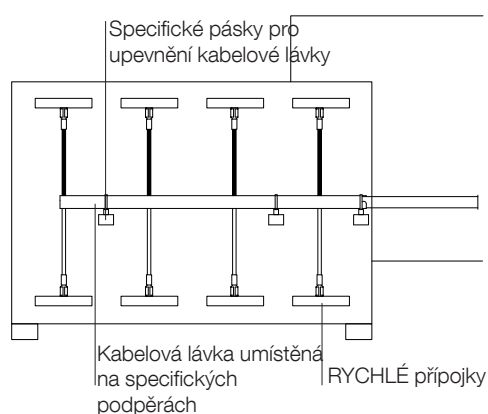 Specifické pásky pro
upevnění kabelové lávky
Kabelová lávka umístěná
na specifických
podpěrách
RYCHLÉ přípojky